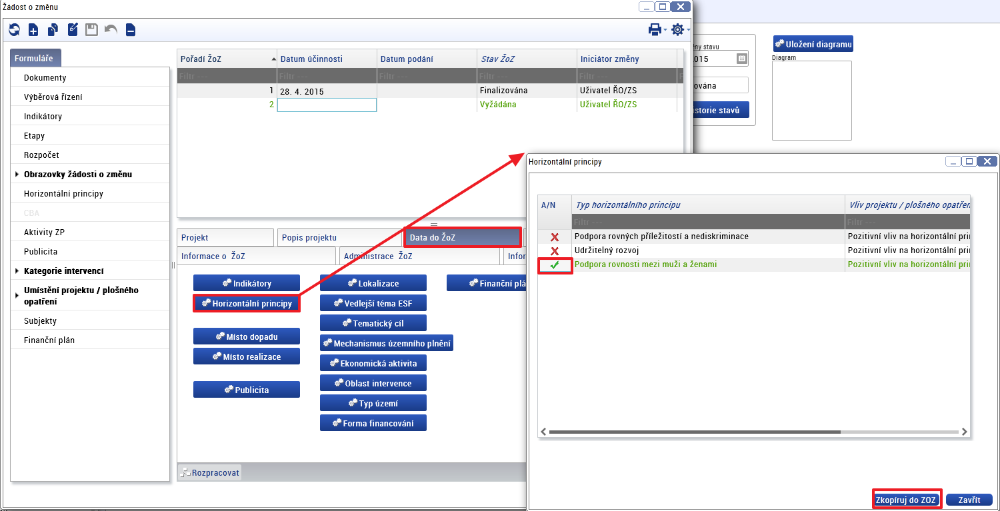 Žádost o změnu
Formuláře
Dokumenty
Výběrová řízení
Indikátory
Etapy
Rozpočet
Obrazovky žádosti o změnu
Horizontální principy
CBA
Aktivity ZP
Publicita
Kategorie intervencí
Umístění projektu / plošného
opatření
Subjekty
Finanční plán
Pořadí ŽoZ Datum účinnosti Datum podání Stav ŽoZ Iniciátor změny
Filtr --- Filtr --- Filtr --- Filtr --- Filtr --- F
1 28. 4. 2015 Finalizována Uživatel ŘO/ZS
2 Vyžádána Uživatel ŘO/ZS
Projekt Popis projektu Data do ŽoZ
Informace o ŽoZ Administrace ŽoZ Infor
Indikátory Lokalizace Finanční plá
Horizontální principy Vedlejší téma ESF
Tematický cíl
Místo dopadu Mechanismus územního plnění
Místo realizace Ekonomická aktivita
Oblast intervence
Publicita
Typ území
Forma financování
Rozpracovat
ěny stavu
015
ována
istorie stavů
Uložení diagramu
Diagram
Horizontální principy
A/N Typ horizontálního principu Vliv projektu / plošného opatřen
Filtr --- Filtr ---
Podpora rovných příležitostí a nediskriminace Pozitivní vliv na horizontální prin
Udržitelný rozvoj Pozitivní vliv na horizontální prin
Podpora rovnosti mezi muži a ženami Pozitivní vliv na horizontální prin
Zkopíruj do ZOZ Zavřít